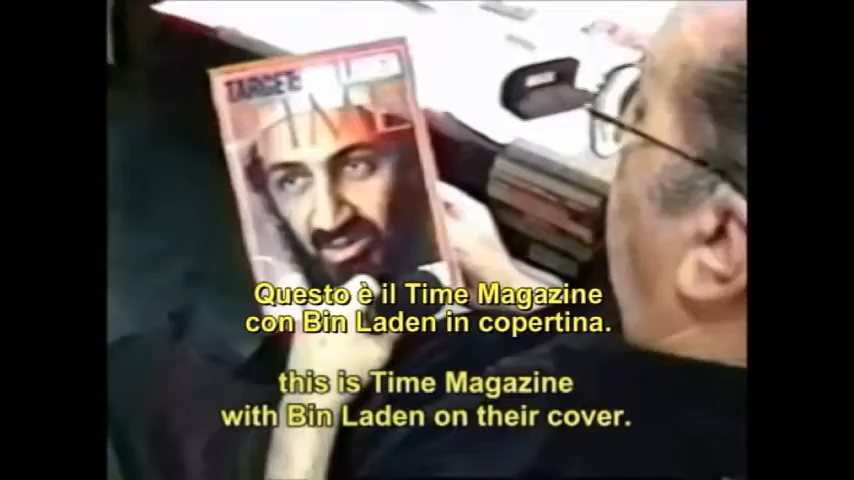 TARGET:
TIME
Questo è il Time Magazine
con Bin Laden in copertina.
this is Time Magazine
with Bin Laden on their cover.